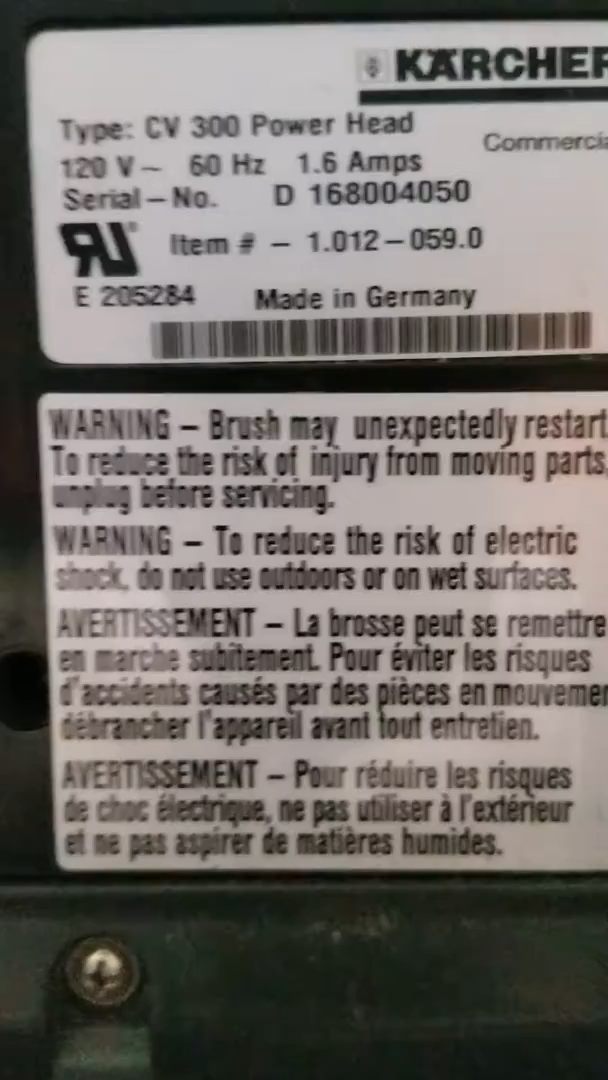 KÄRCHER
Type: CV 300 Power Head
Commercia
120 V~ 60 Hz 1.6 Amps
Serial-No. D 168004050
Item # - 1.012-059.0
E 205284 Made in Germany
WARNING - Brush may unexpectedly restart.
To reduce the risk of injury from moving parts,
unplug before servicing.
WARNING - To reduce the risk of electric
shock, do not use outdoors or on wet surfaces.
AVERTISSEMENT - La brosse peut se remettre
en marche subitement. Pour éviter les risques
d'accidents causés par des pièces en mouvemen
débrancher l'appareil avant tout entretien.
AVERTISSEMENT - Pour réduire les risques
de choc électrique, ne pas utiliser à l'extérieur
et ne pas aspirer de matières humides.